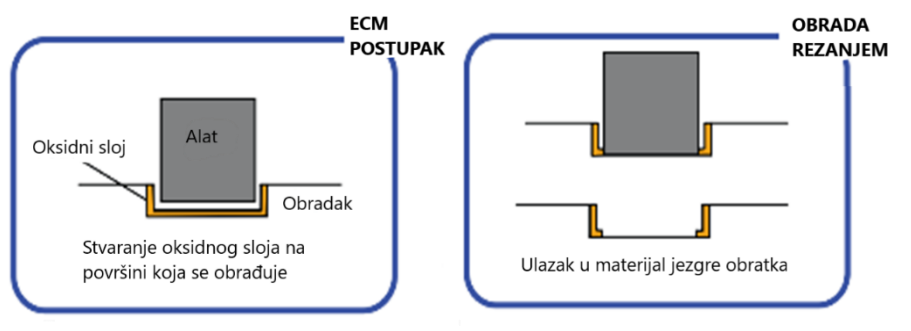 ECM
POSTUPAK
Alat
Oksidni sloj
Obradak
Stvaranje oksidnog sloja na
površini koja se obrađuje
OBRADA
REZANJEM
Ulazak u materijal jezgre obratka